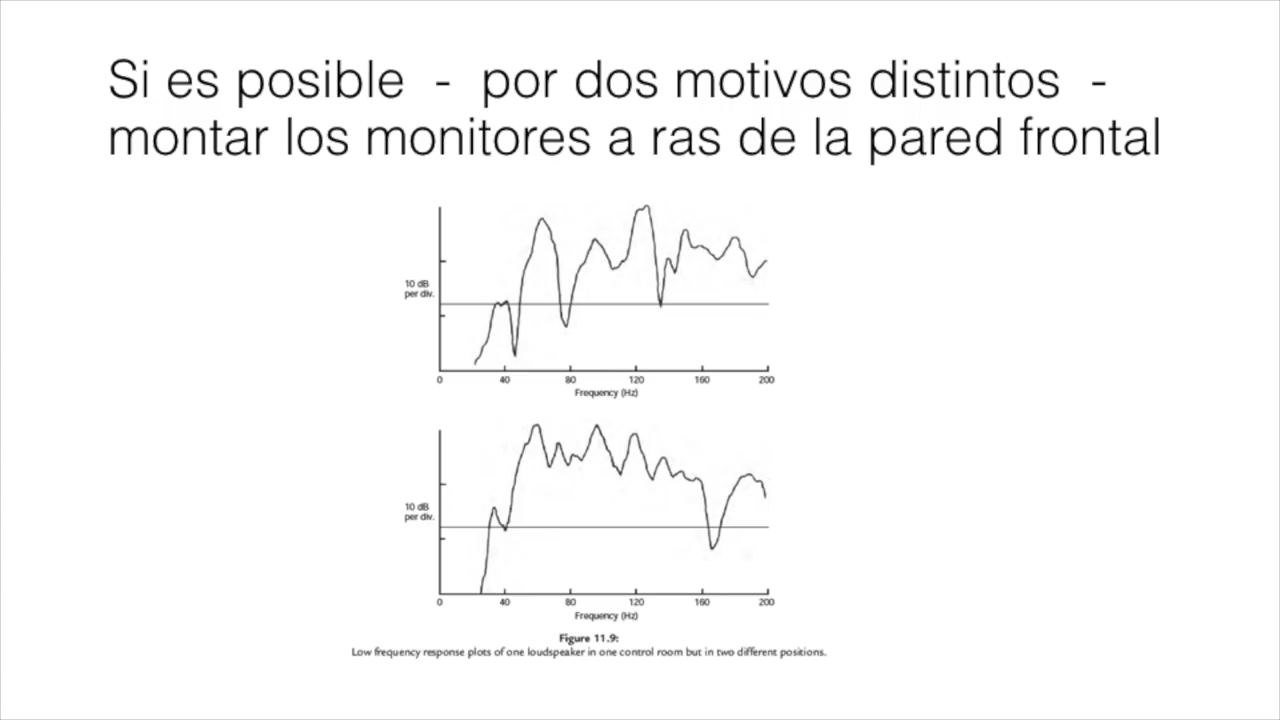 Si es posible - por dos motivos distintos -
montar los monitores a ras de la pared frontal
10 dB
per div.
0 40 80 120 160 200
Frequency (Hz)
10 dB
per div.
0 40 80 120 160 200
Frequency (Hz)
Figure 11.9:
Low frequency response plots of one loudspeaker in one control room but in two different positions.